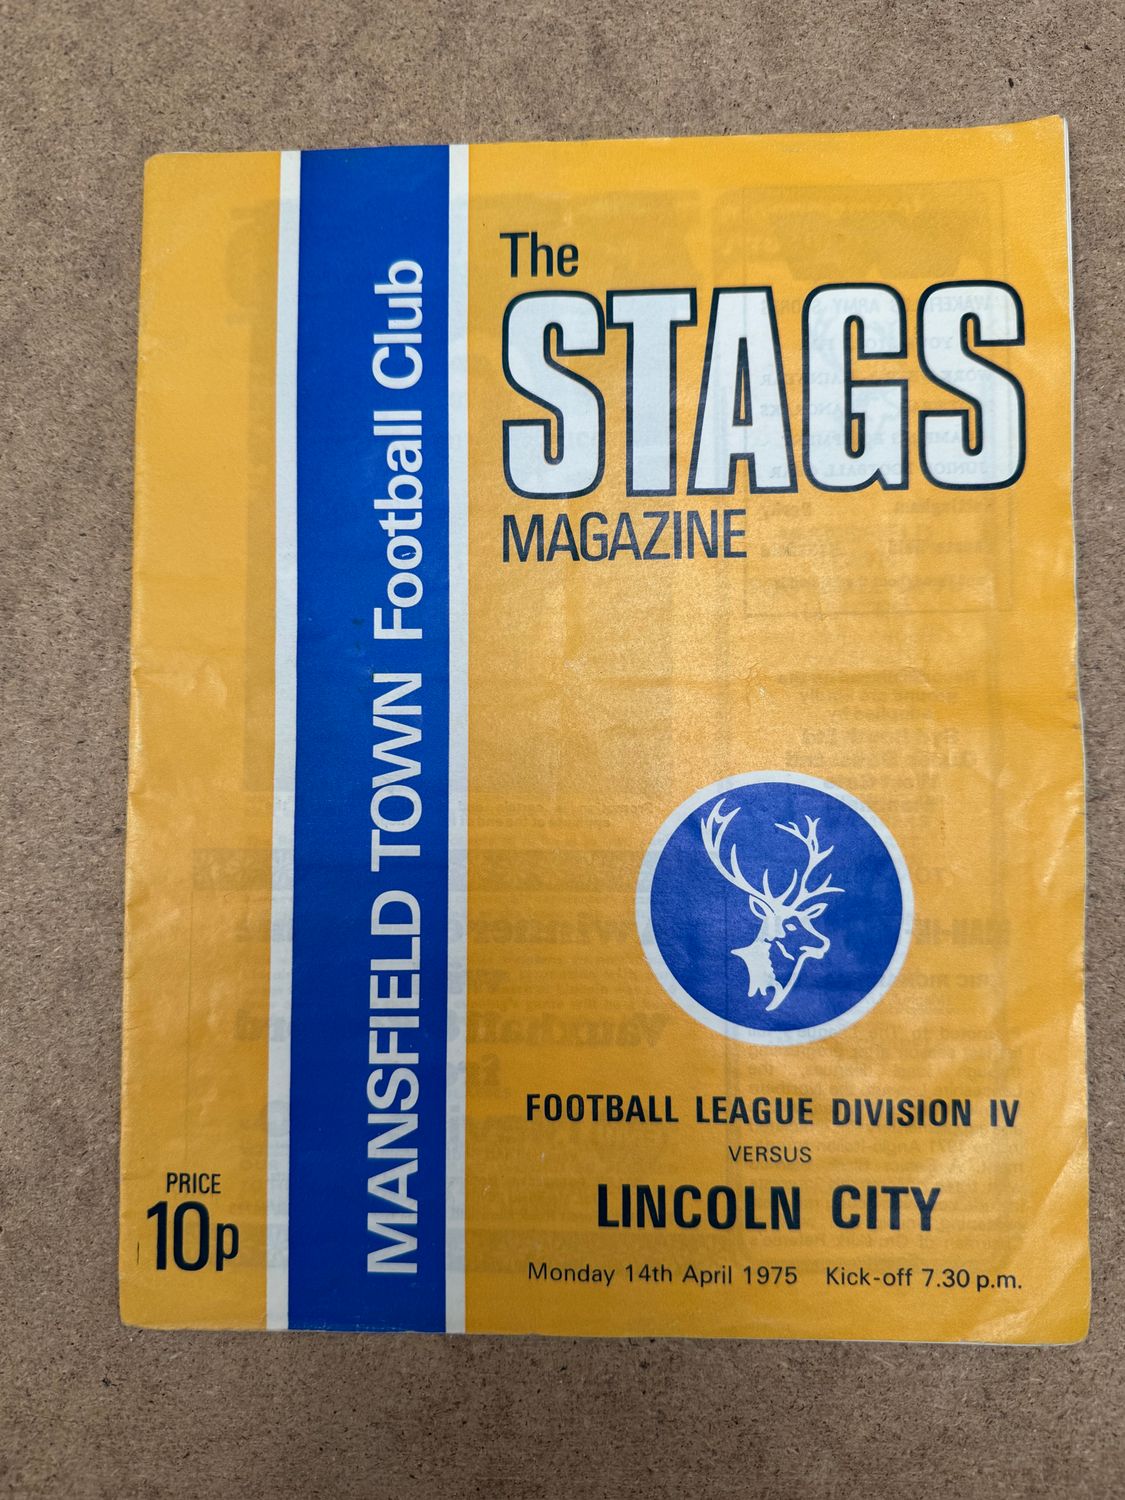 The
STAGS
MAGAZINE
MANSFIELD TOWN Football Club
FOOTBALL LEAGUE DIVISION IV
VERSUS
LINCOLN CITY
Monday 14th April 1975 Kick-off 7.30 p.m.
PRICE
10p